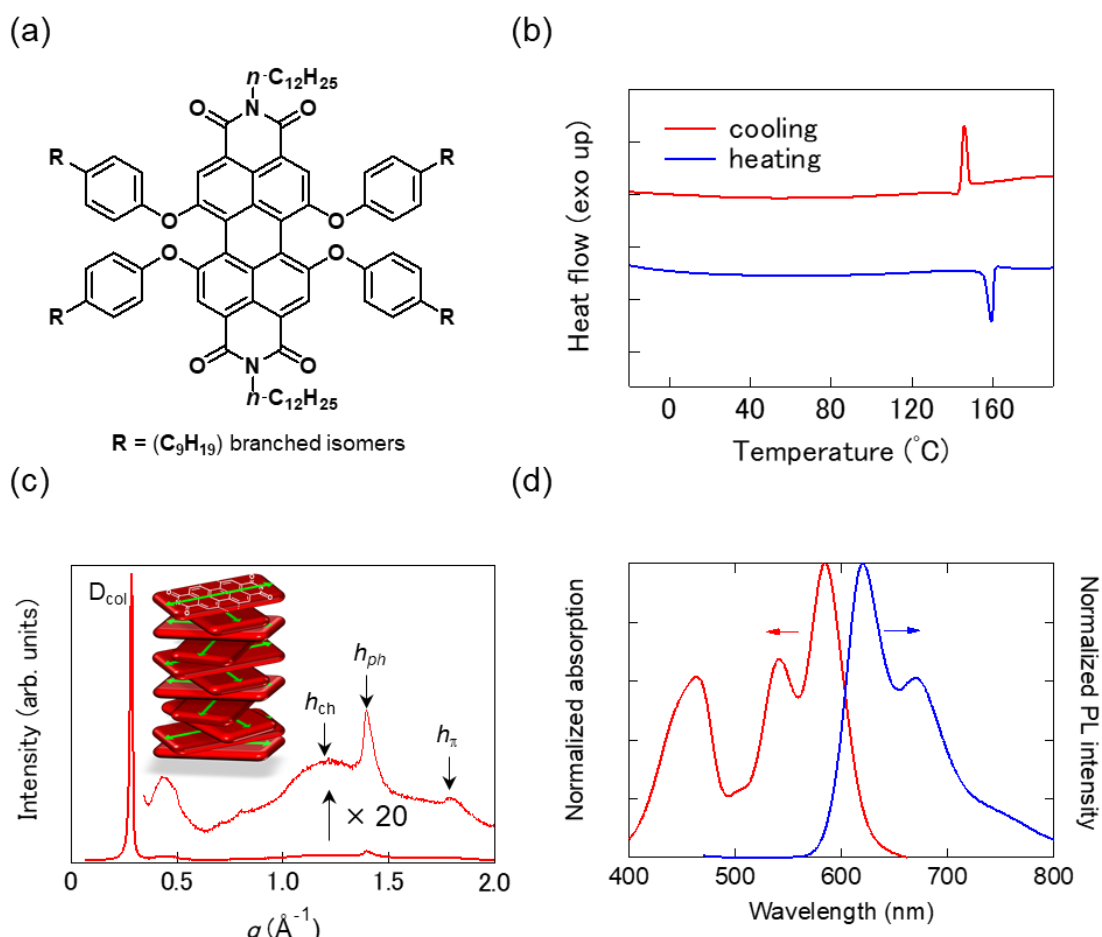 (a)
n-C12H25
O N O
R R
O O
O O
R R
O N O
n-C12H25
R = (C9H19) branched isomers
(b)
cooling
heating
Heat flow (exo up)
0 40 80 120 160
Temperature (°C)
(c)
Dcol
hch
hph
hπ
× 20
Intensity (arb. units)
0 0.5 1.0 1.5 2.0
q (Å-1)
(d)
Normalized absorption
Normalized PL intensity
400 500 600 700 800
Wavelength (nm)